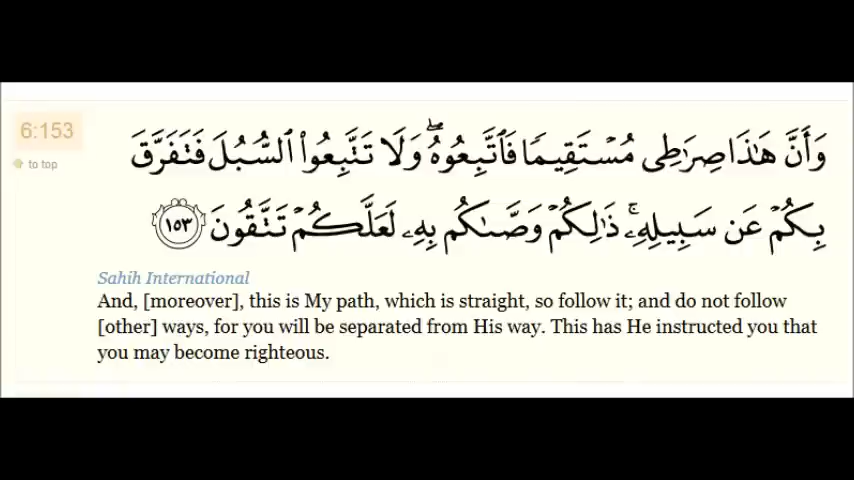 6:153
to top
وَأَنَّ هَٰذَا صِرَٰطِى مُسْتَقِيمًا فَٱتَّبِعُوهُ ۖ وَلَا تَتَّبِعُوا۟ ٱلسُّبُلَ فَتَفَرَّقَ
بِكُمْ عَن سَبِيلِهِۦ ۚ ذَٰلِكُمْ وَصَّىٰكُم بِهِۦ لَعَلَّكُمْ تَتَّقُونَ ١٥٣
Sahih International
And, [moreover], this is My path, which is straight, so follow it; and do not follow
[other] ways, for you will be separated from His way. This has He instructed you that
you may become righteous.